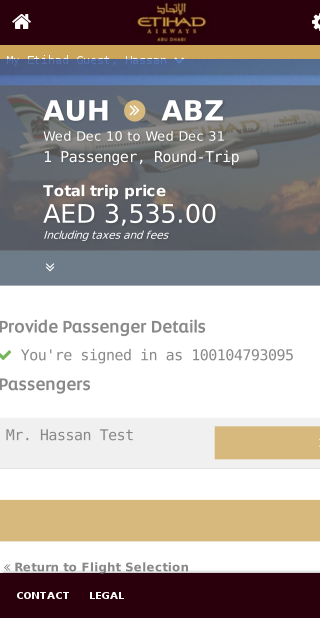 الإتحاد
ETIHAD
AIRWAYS
ABU DHABI
My Etihad Guest, Hassan
AUH ABZ
Wed Dec 10 to Wed Dec 31
1 Passenger, Round-Trip
Total trip price
AED 3,535.00
Including taxes and fees
Provide Passenger Details
You're signed in as 100104793095
Passengers
Mr. Hassan Test
« Return to Flight Selection
CONTACT LEGAL